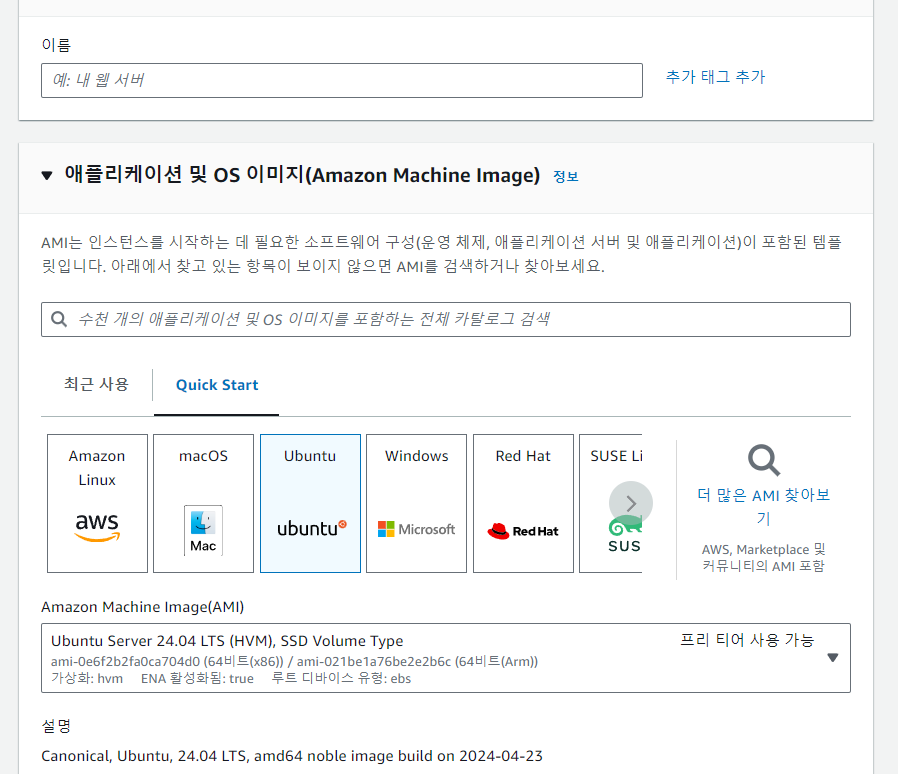 이름
예: 내 웹 서버
추가 태그 추가
애플리케이션 및 OS 이미지(Amazon Machine Image) 정보
AMI는 인스턴스를 시작하는 데 필요한 소프트웨어 구성(운영 체제, 애플리케이션 서버 및 애플리케이션)이 포함된 템플
릿입니다. 아래에서 찾고 있는 항목이 보이지 않으면 AMI를 검색하거나 찾아보세요.
수천 개의 애플리케이션 및 OS 이미지를 포함하는 전체 카탈로그 검색
최근 사용
Quick Start
Amazon
Linux
aws
macOS
Mac
Ubuntu
ubuntu
Windows
Microsoft
Red Hat
Red Hat
SUSE Li
SUS
더 많은 AMI 찾아보
기
AWS, Marketplace 및
커뮤니티의 AMI 포함
Amazon Machine Image(AMI)
Ubuntu Server 24.04 LTS (HVM), SSD Volume Type
프리 티어 사용 가능
ami-0e6f2b2fa0ca704d0 (64비트(x86)) / ami-021be1a76be2e2b6c (64비트(Arm))
가상화: hvm ENA 활성화됨: true 루트 디바이스 유형: ebs
설명
Canonical, Ubuntu, 24.04 LTS, amd64 noble image build on 2024-04-23